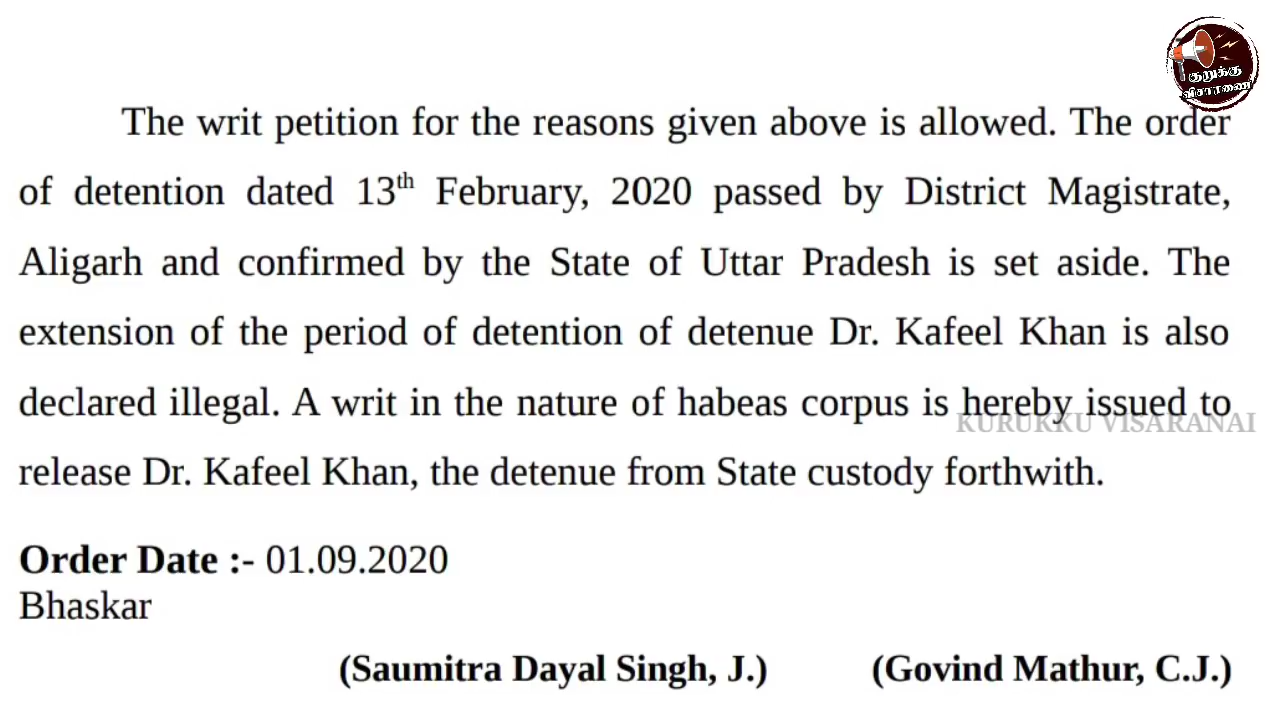 குறுக்கு
விசாரணை
The writ petition for the reasons given above is allowed. The order
of detention dated 13th February, 2020 passed by District Magistrate,
Aligarh and confirmed by the State of Uttar Pradesh is set aside. The
extension of the period of detention of detenue Dr. Kafeel Khan is also
declared illegal. A writ in the nature of habeas corpus is hereby issued to
KURUKKU VISARANAI
release Dr. Kafeel Khan, the detenue from State custody forthwith.
Order Date :- 01.09.2020
Bhaskar
(Saumitra Dayal Singh, J.) (Govind Mathur, C.J.)